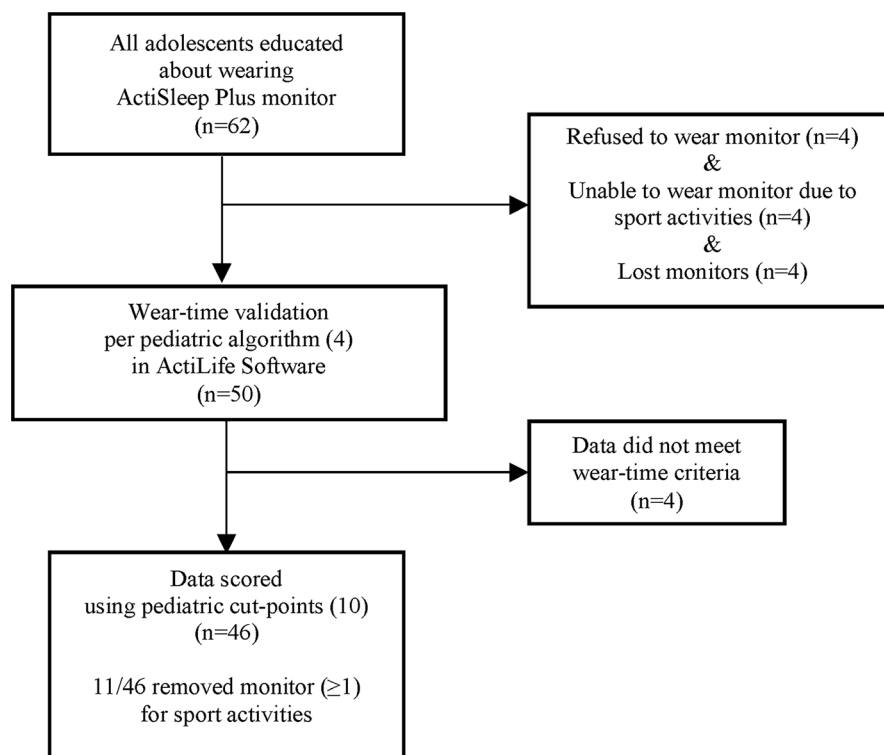 All adolescents educated
about wearing
ActiSleep Plus monitor
(n=62)
Refused to wear monitor (n=4)
&
Unable to wear monitor due to
sport activities (n=4)
&
Lost monitors (n=4)
Wear-time validation
per pediatric algorithm (4)
in ActiLife Software
(n=50)
Data did not meet
wear-time criteria
(n=4)
Data scored
using pediatric cut-points (10)
(n=46)
11/46 removed monitor (≥1)
for sport activities